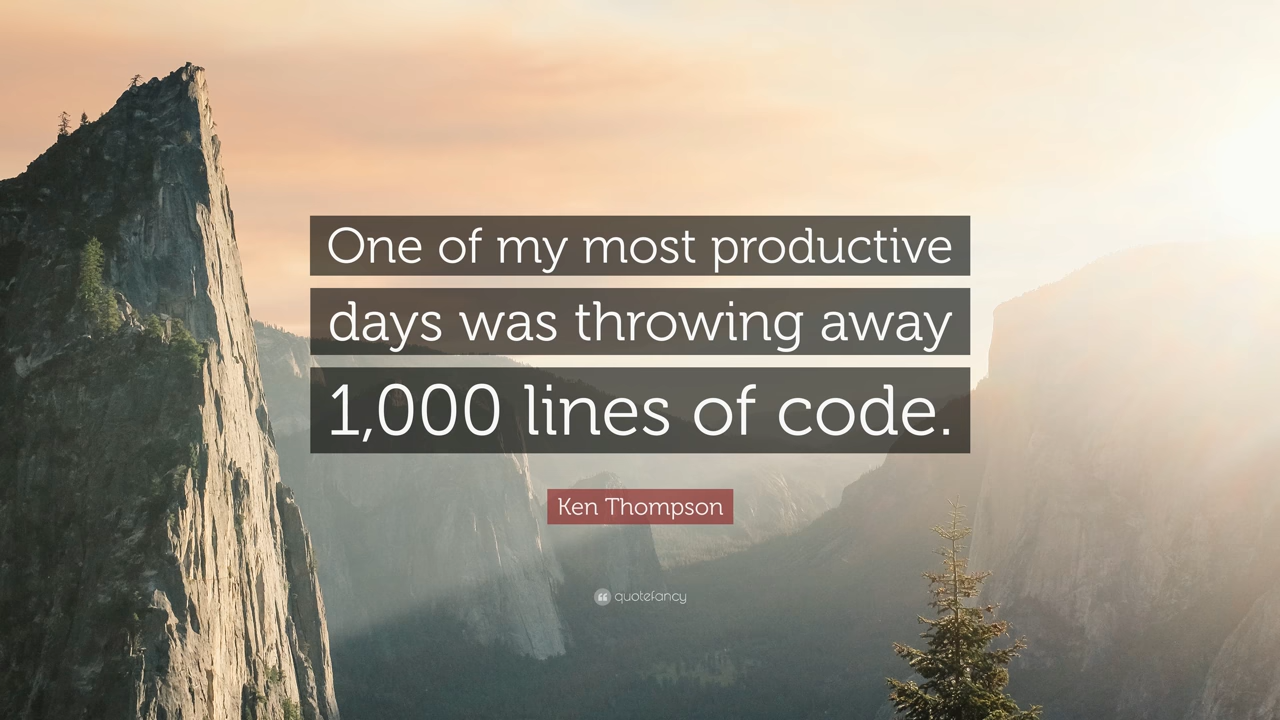 One of my most productive
days was throwing away
1,000 lines of code.
Ken Thompson
quotefancy